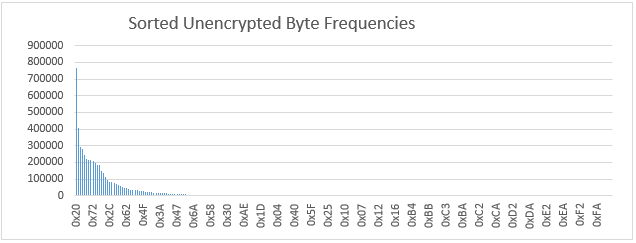 Sorted Unencrypted Byte Frequencies
900000
800000
700000
600000
500000
400000
300000
200000
100000
0
0x20
0x72
0x2C
0x62
0x4F
0x3A
0x47
0x6A
0x58
0x30
0xAE
0x1D
0x04
0x40
0x5F
0x25
0x10
0x07
0x12
0x16
0xB4
0xBB
0xC3
0xBA
0xC2
0xCA
0xD2
0xDA
0xE2
0xEA
0xF2
0xFA